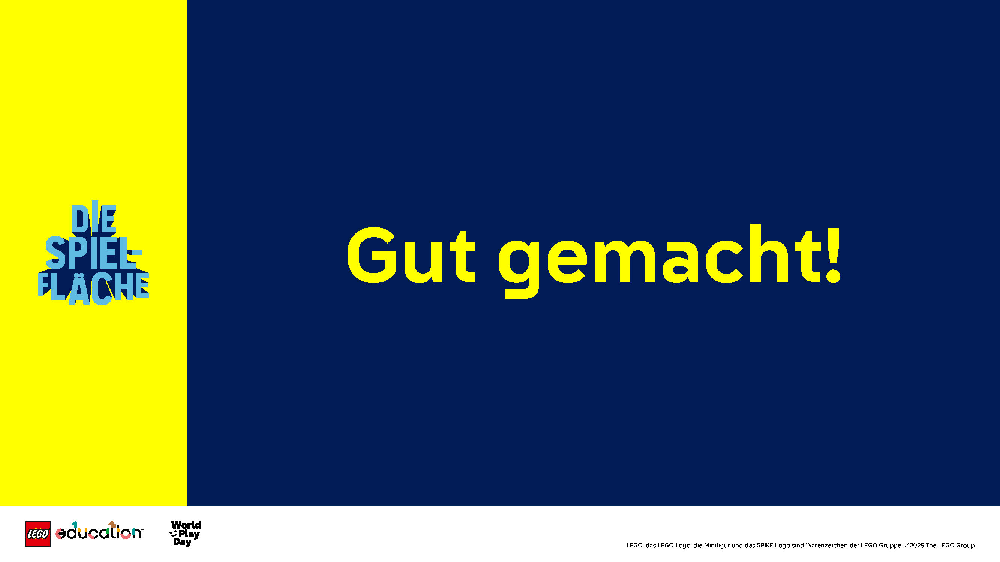 DIE
SPIEL-
FLÄCHE
Gut gemacht!
LEGO education™
World
Play
Day
LEGO, das LEGO Logo, die Minifigur und das SPIKE Logo sind Warenzeichen der LEGO Gruppe. ©2025 The LEGO Group.